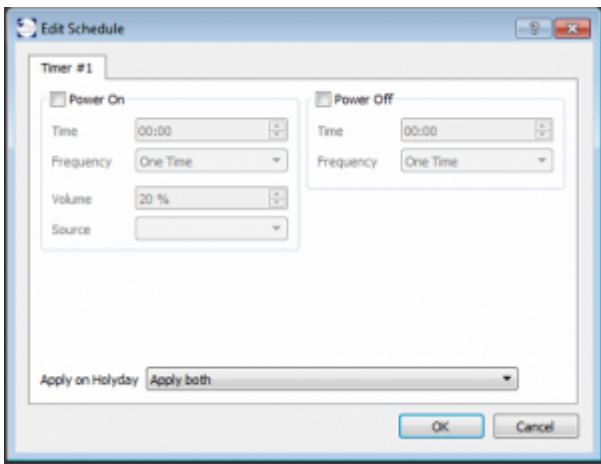 Edit Schedule
Timer #1
Power On
Time 00:00
Frequency One Time
Volume 20 %
Source
Power Off
Time 00:00
Frequency One Time
Apply on Holyday Apply both
OK Cancel